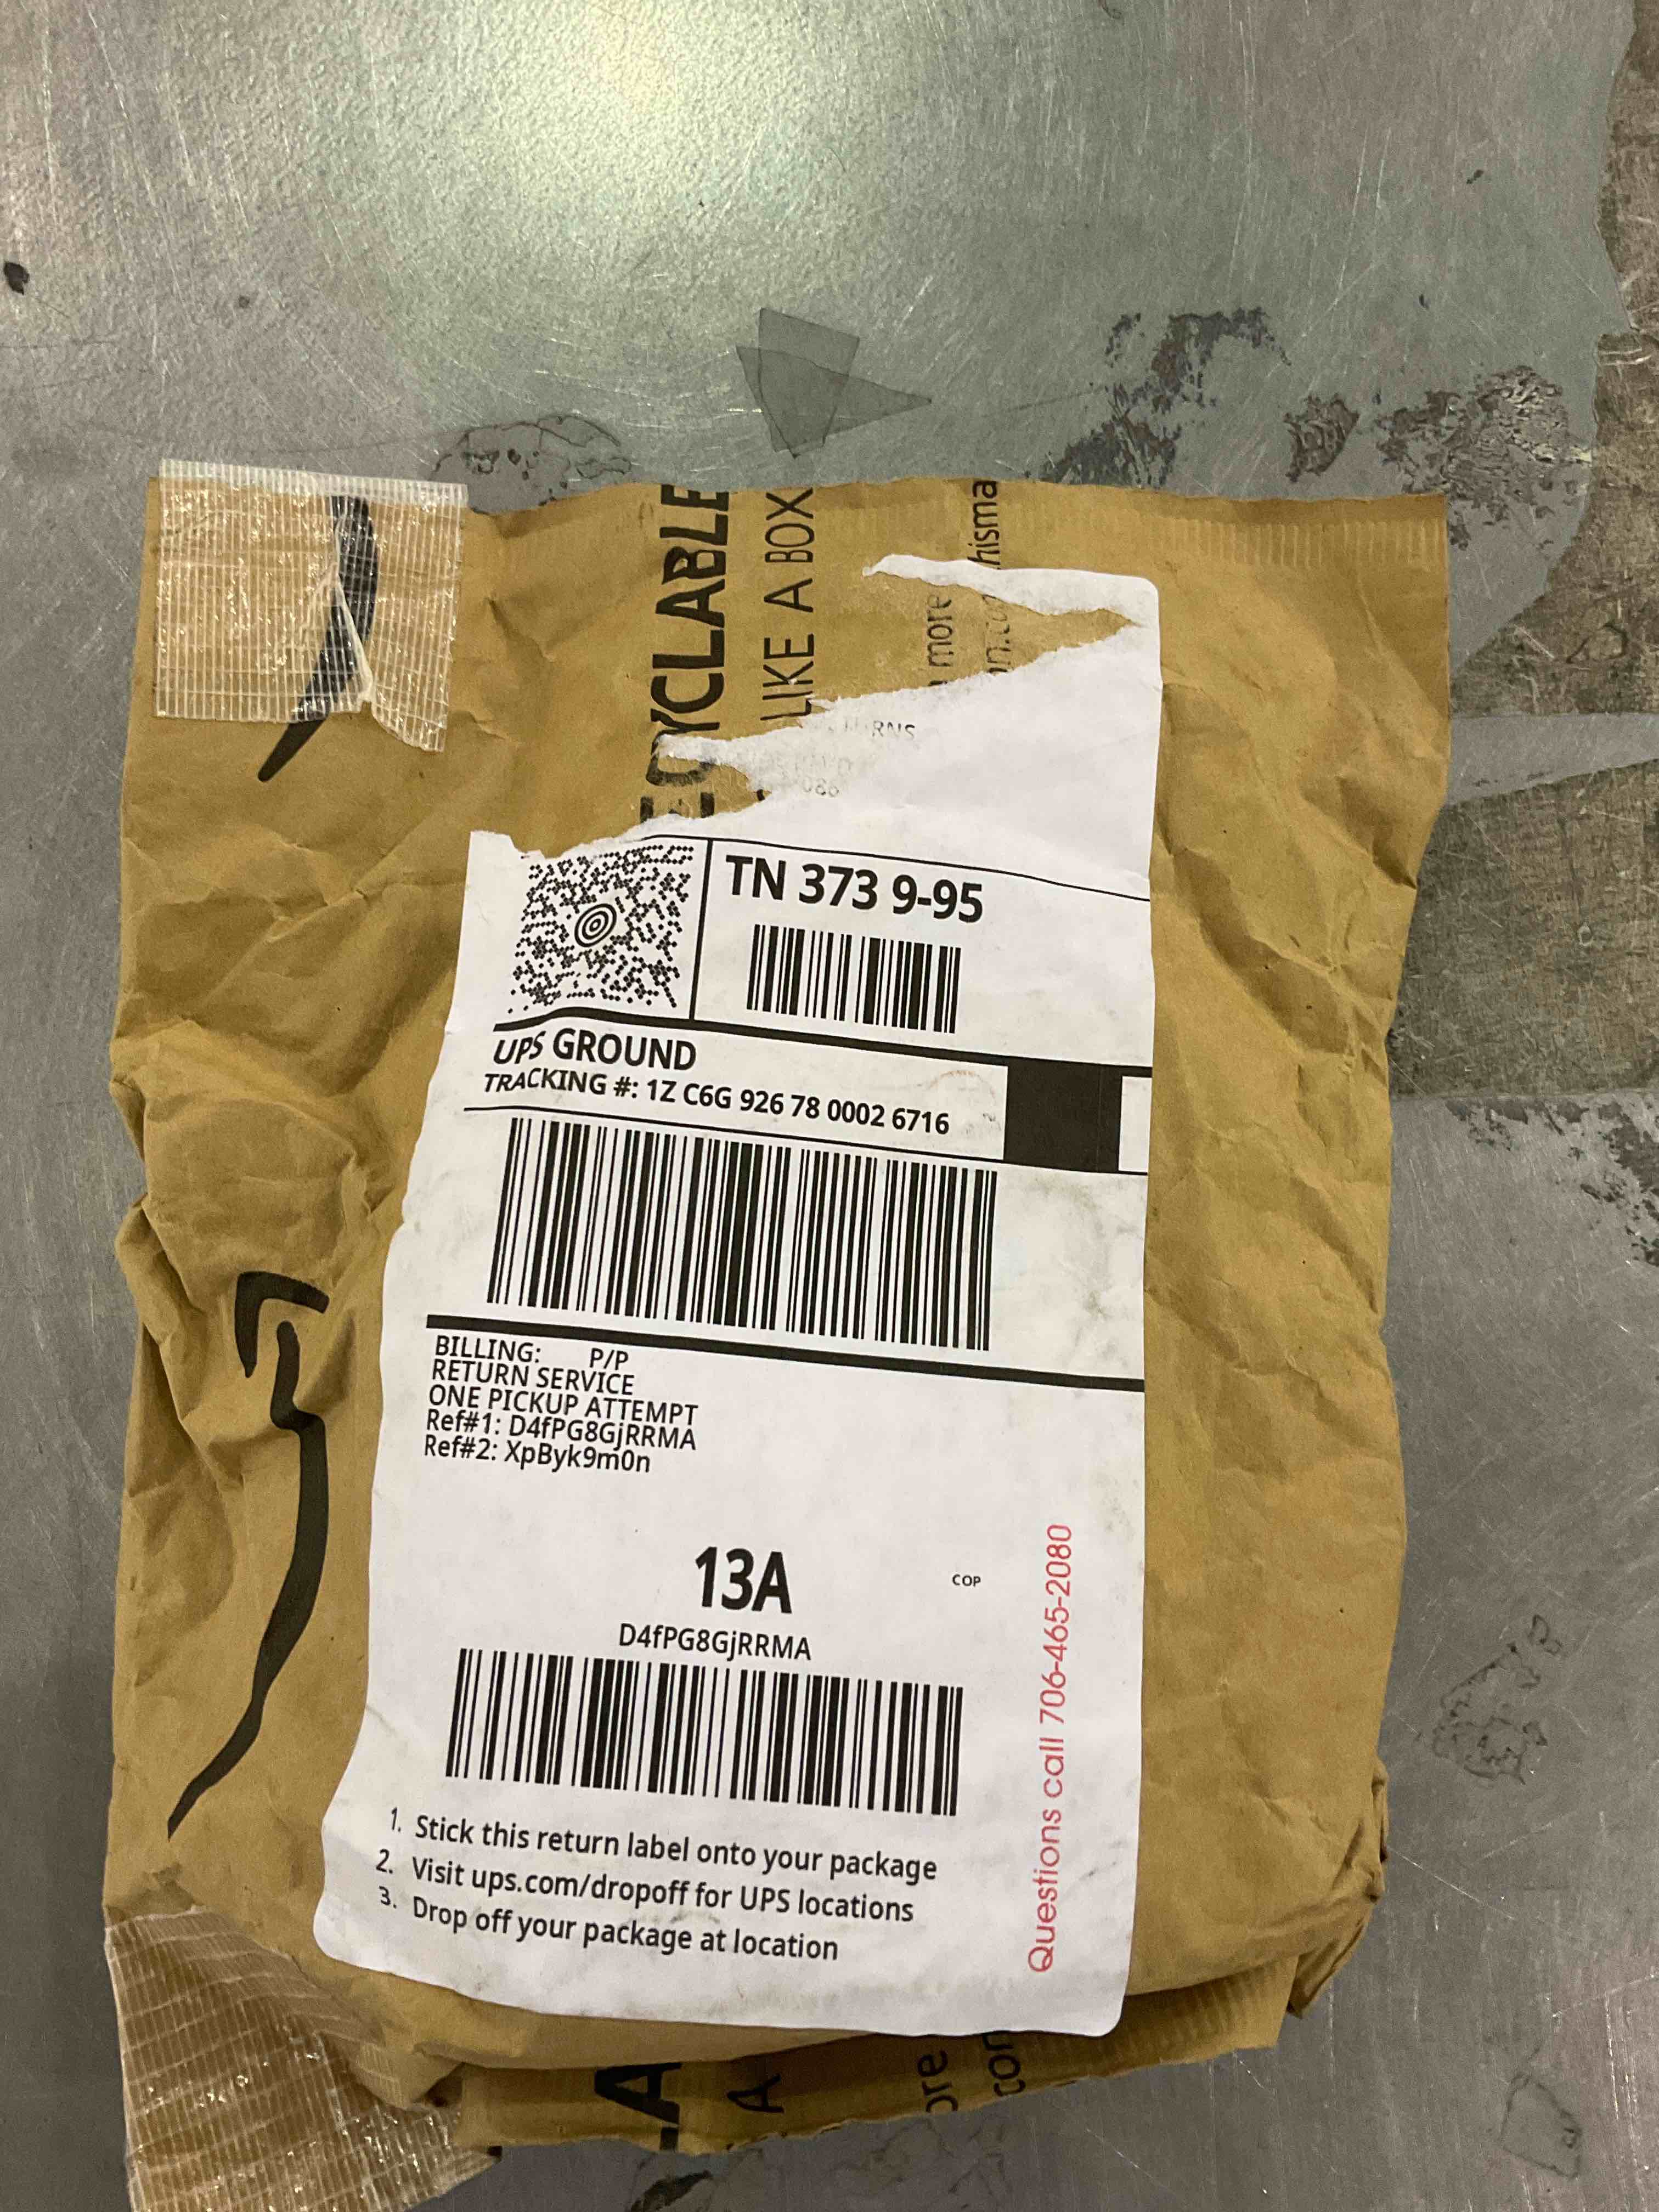 LIKE A BOX
more
TN 373 9-95
UPS GROUND
TRACKING #: 1Z C6G 926 78 0002 6716
BILLING: P/P
RETURN SERVICE
ONE PICKUP ATTEMPT
Ref#1: D4fPG8GjRRMA
Ref#2: XpByk9m0n
13A
COP
D4fPG8GjRRMA
1. Stick this return label onto your package
2. Visit ups.com/dropoff for UPS locations
3. Drop off your package at location
Questions call 706-465-2080
A